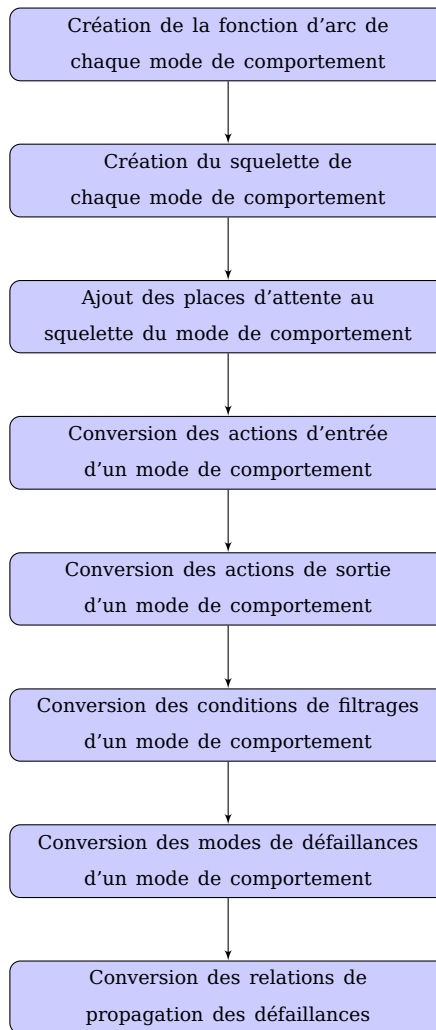 Création de la fonction d'arc de
chaque mode de comportement
Création du squelette de
chaque mode de comportement
Ajout des places d'attente au
squelette du mode de comportement
Conversion des actions d'entrée
d'un mode de comportement
Conversion des actions de sortie
d'un mode de comportement
Conversion des conditions de filtrages
d'un mode de comportement
Conversion des modes de défaillances
d'un mode de comportement
Conversion des relations de
propagation des défaillances